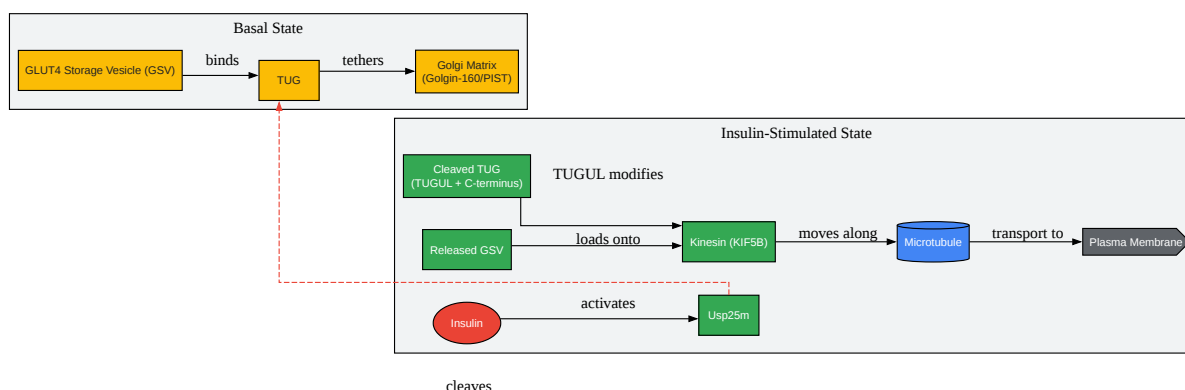 Basal State
GLUT4 Storage Vesicle (GSV)
binds
TUG
tethers
Golgi Matrix
(Golgin-160/PIST)
Insulin-Stimulated State
Cleaved TUG
(TUGUL + C-terminus)
TUGUL modifies
Released GSV
loads onto
Kinesin (KIF5B)
moves along
Microtubule
transport to
Plasma Membrane
Insulin
activates
Usp25m
cleaves